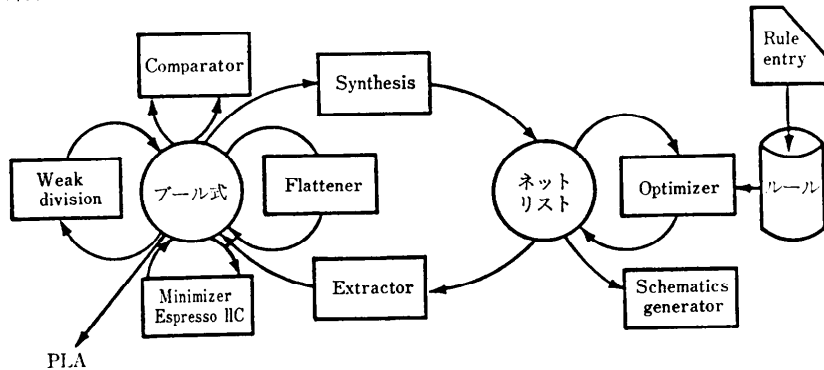 Comparator
Synthesis
Rule
entry
Weak
division
ブール式
Flattener
ネット
リスト
Optimizer
ルール
Minimizer
Espresso IIC
Extractor
Schematics
generator
PLA